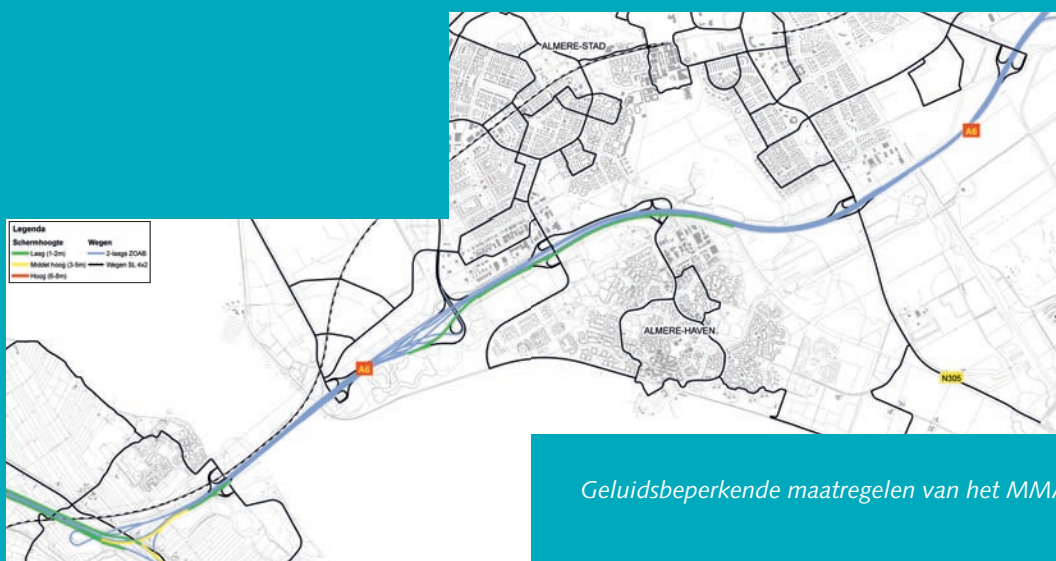 ALMERE-STAD
A6
Legenda
Schermhoogte Wegen
Laag (1-2m) 2-laags ZOAB
Middel hoog (3-5m) Wegen SL 4x2
Hoog (6-8m)
ALMERE-HAVEN
A6
N305
Geluidsbeperkende maatregelen van het MMA